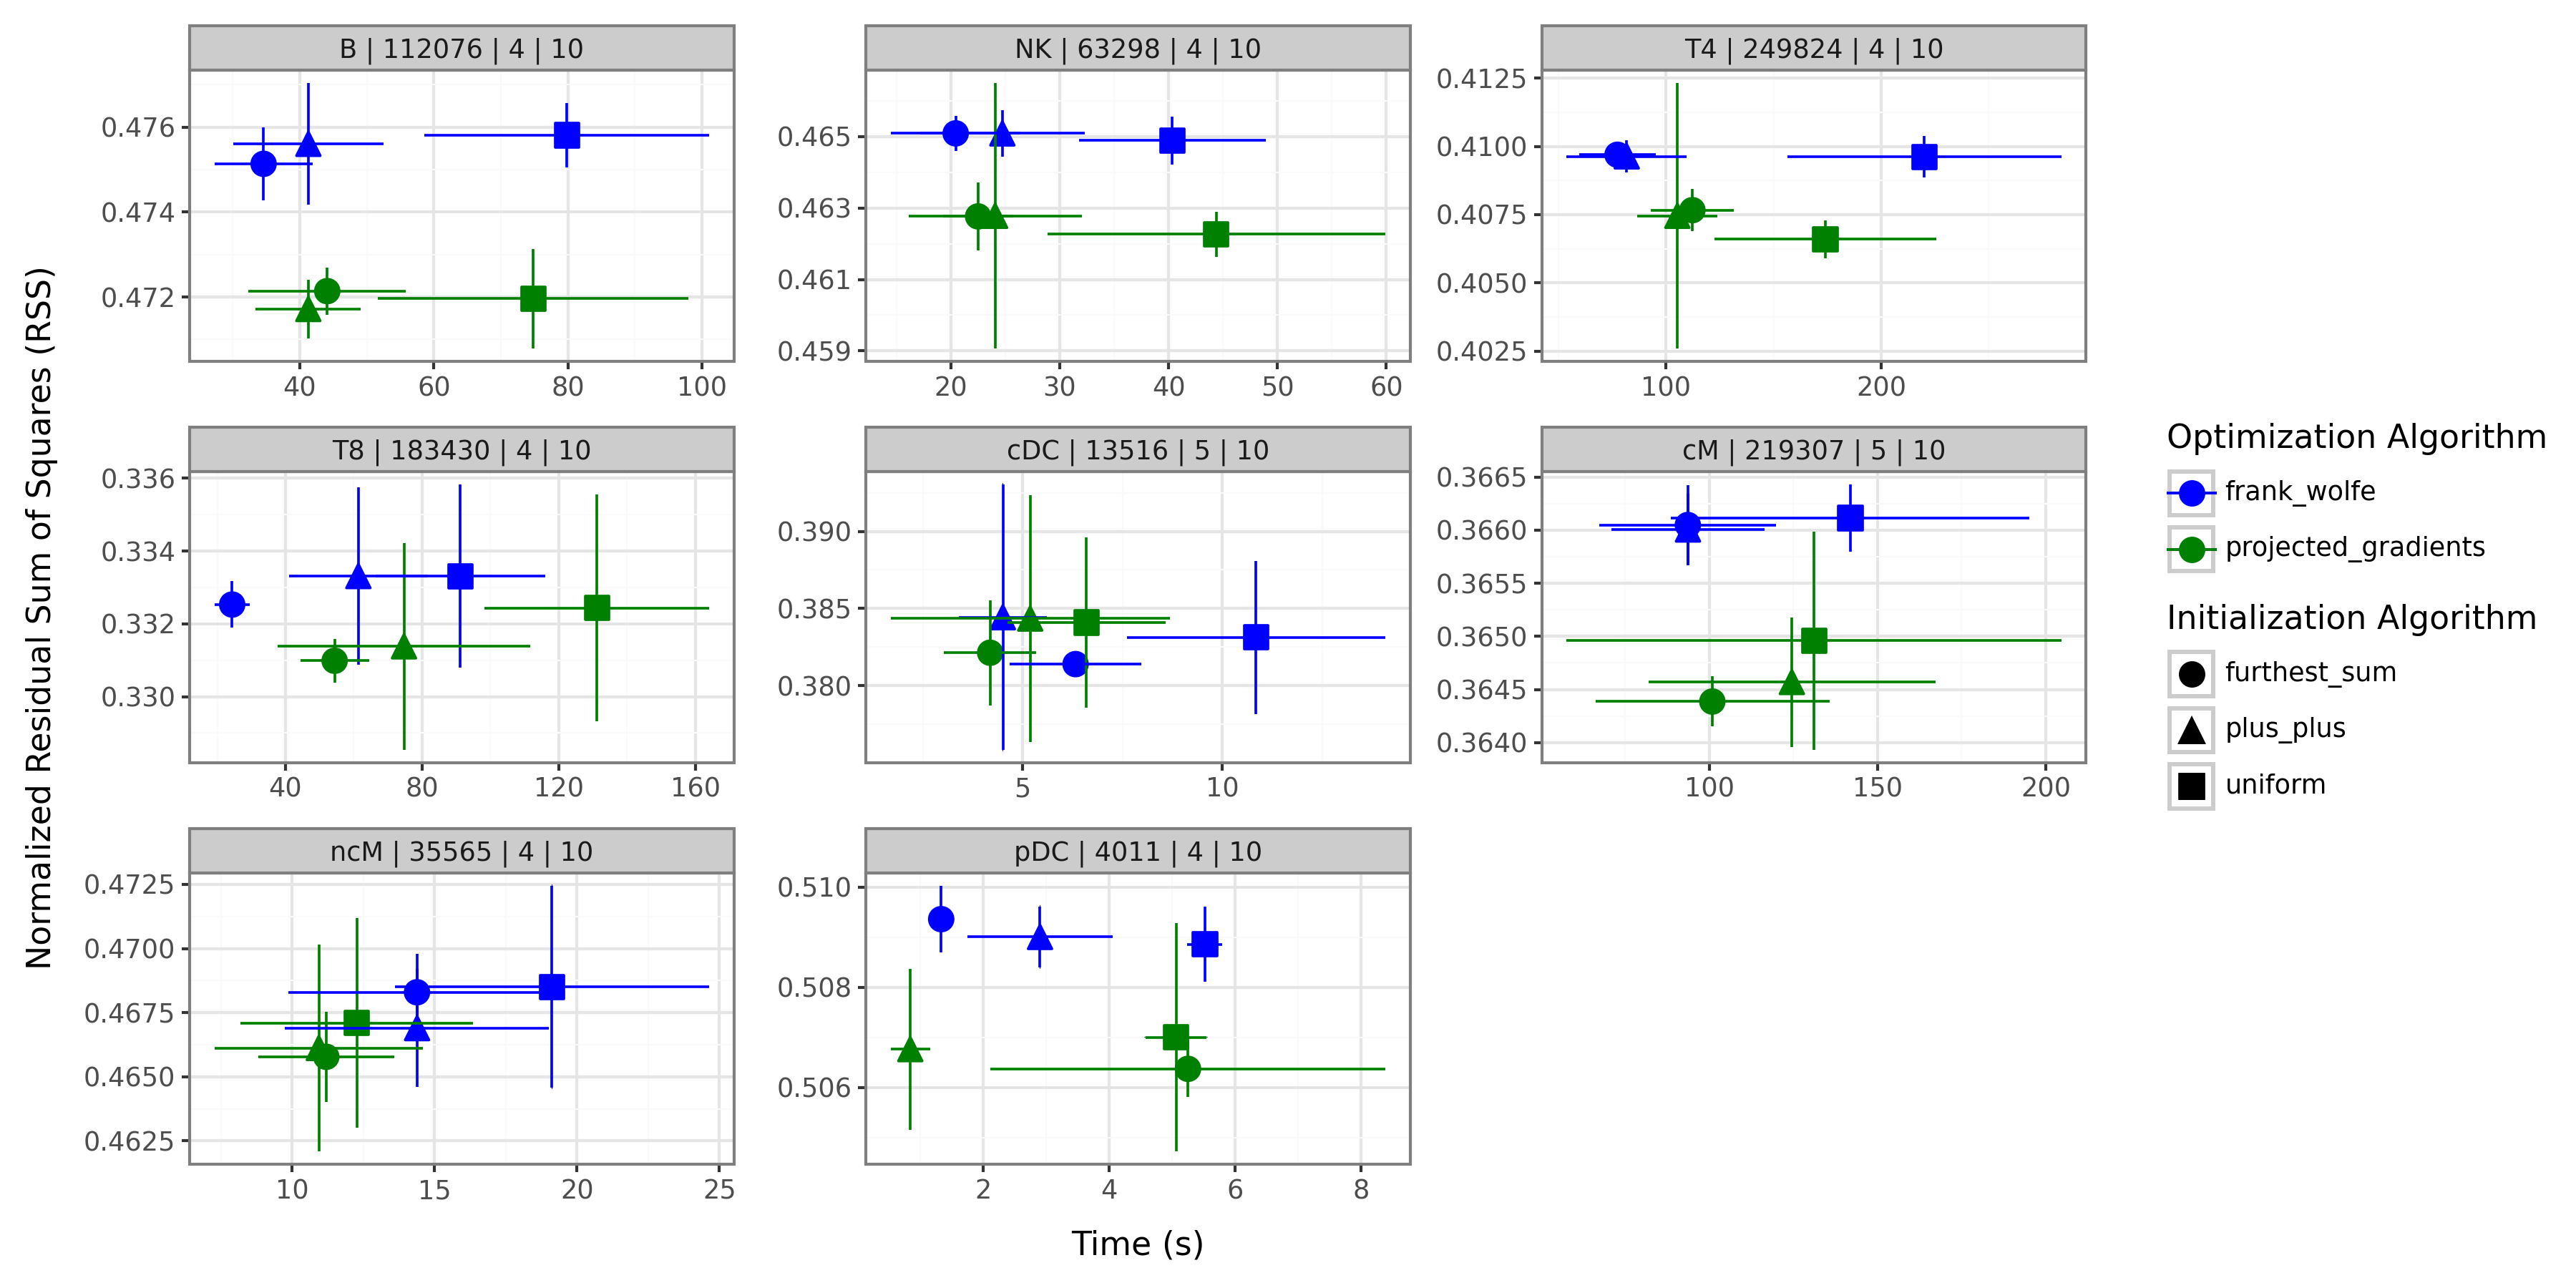 B | 112076 | 4 | 10
NK | 63298 | 4 | 10
T4 | 249824 | 4 | 10
0.476
0.474
0.472
40 60 80 100
0.465
0.463
0.461
0.459
20 30 40 50 60
0.4125
0.4100
0.4075
0.4050
0.4025
100 200
T8 | 183430 | 4 | 10
cDC | 13516 | 5 | 10
cM | 219307 | 5 | 10
0.336
0.334
0.332
0.330
40 80 120 160
0.390
0.385
0.380
5 10
0.3665
0.3660
0.3655
0.3650
0.3645
0.3640
100 150 200
ncM | 35565 | 4 | 10
pDC | 4011 | 4 | 10
0.4725
0.4700
0.4675
0.4650
0.4625
10 15 20 25
0.510
0.508
0.506
2 4 6 8
Normalized Residual Sum of Squares (RSS)
Time (s)
Optimization Algorithm
frank_wolfe
projected_gradients
Initialization Algorithm
furthest_sum
plus_plus
uniform